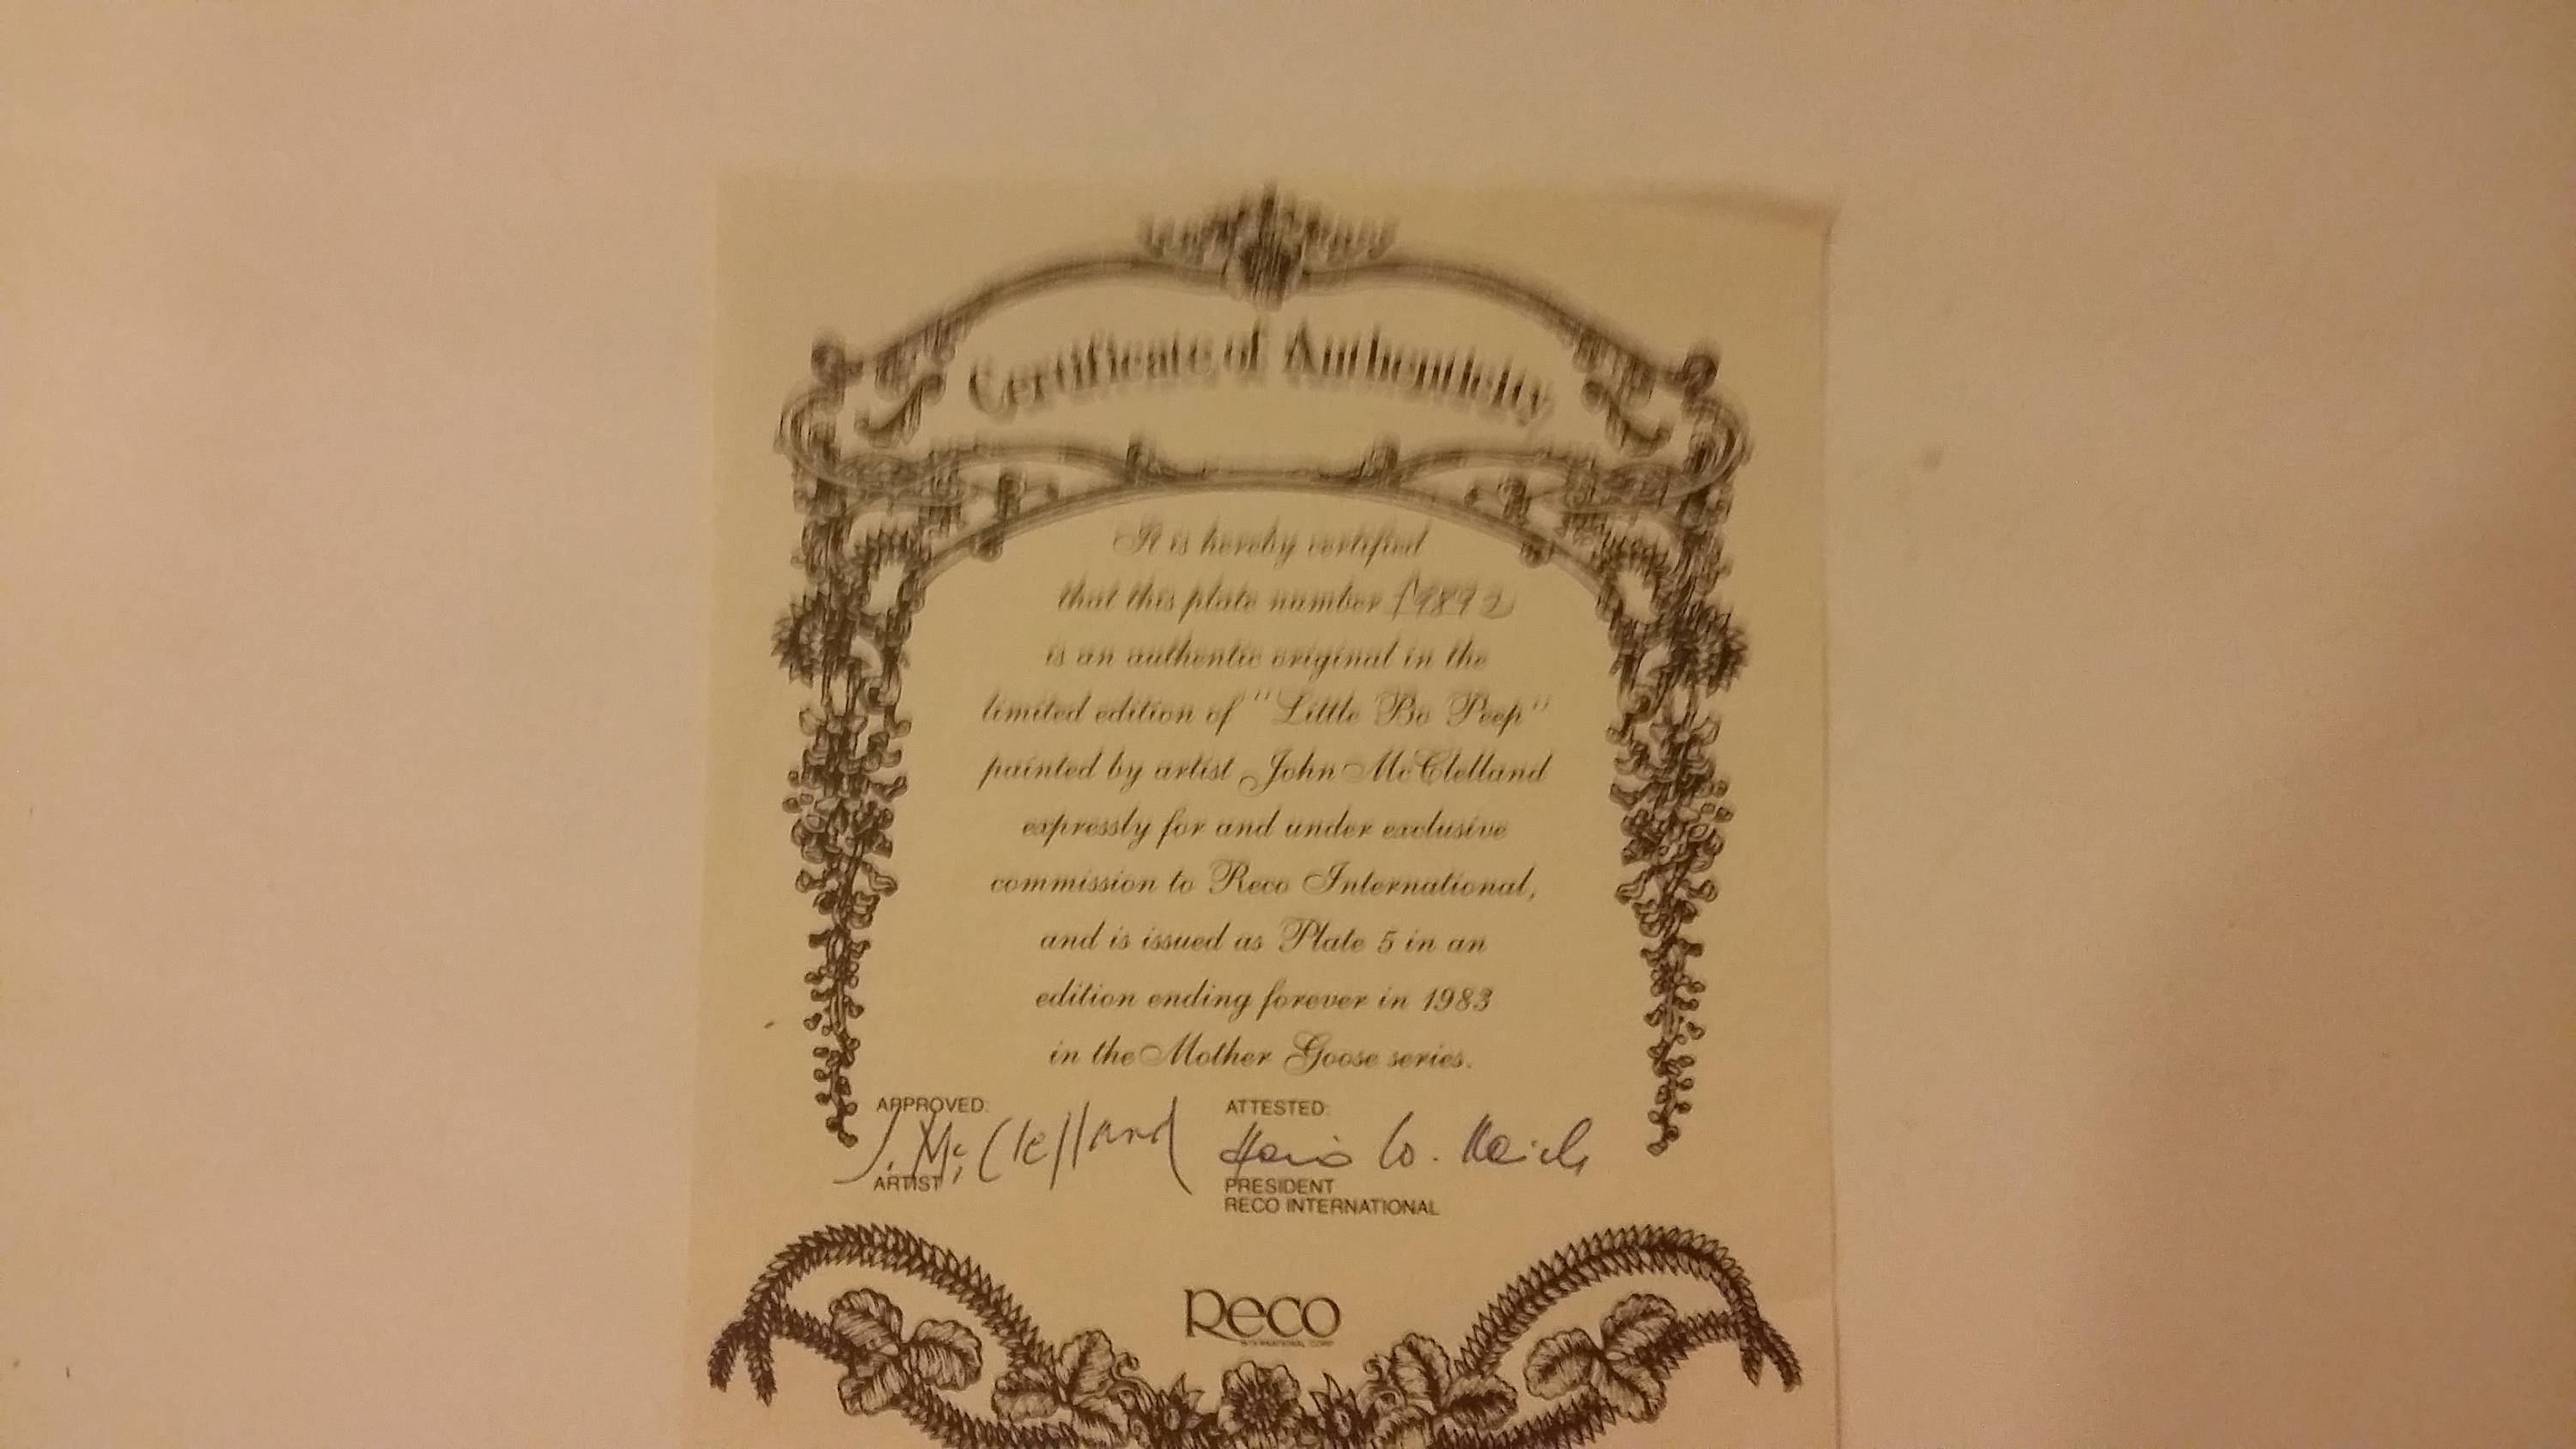 Certificate of Authenticity
It is hereby certified
that this plate number
is an authentic original in the
limited edition of "Little Bo Peep"
painted by artist John McClelland
expressly for and under exclusive
commission to Reco International,
and is issued as Plate 5 in an
edition ending forever in 1983
in the Mother Goose series.
APPROVED:
J. McClelland
ARTIST
ATTESTED:
PRESIDENT
RECO INTERNATIONAL
Reco
INTERNATIONAL CORP.